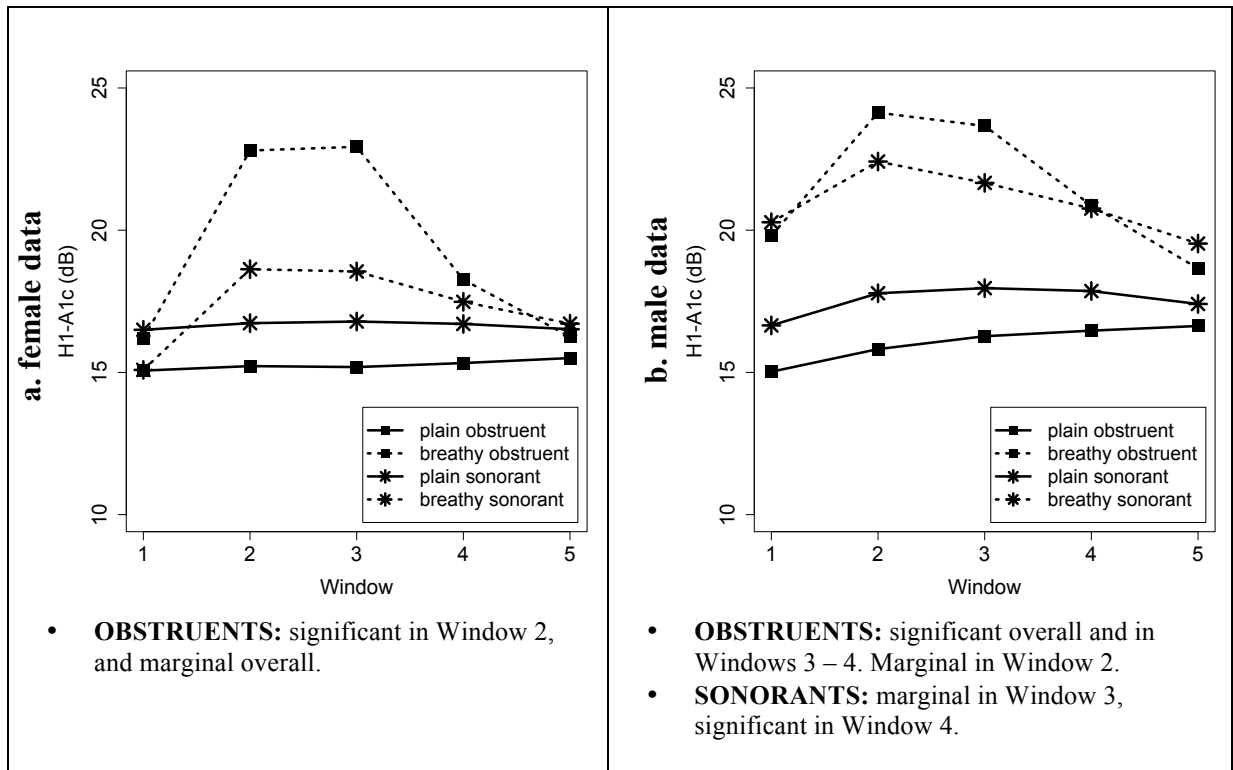 a. female data
H1-A1c (dB)
25
20
15
10
plain obstruent
breathy obstruent
plain sonorant
breathy sonorant
1 2 3 4 5
Window
• OBSTRUENTS: significant in Window 2,
and marginal overall.
b. male data
H1-A1c (dB)
25
20
15
10
plain obstruent
breathy obstruent
plain sonorant
breathy sonorant
1 2 3 4 5
Window
• OBSTRUENTS: significant overall and in
Windows 3 – 4. Marginal in Window 2.
• SONORANTS: marginal in Window 3,
significant in Window 4.